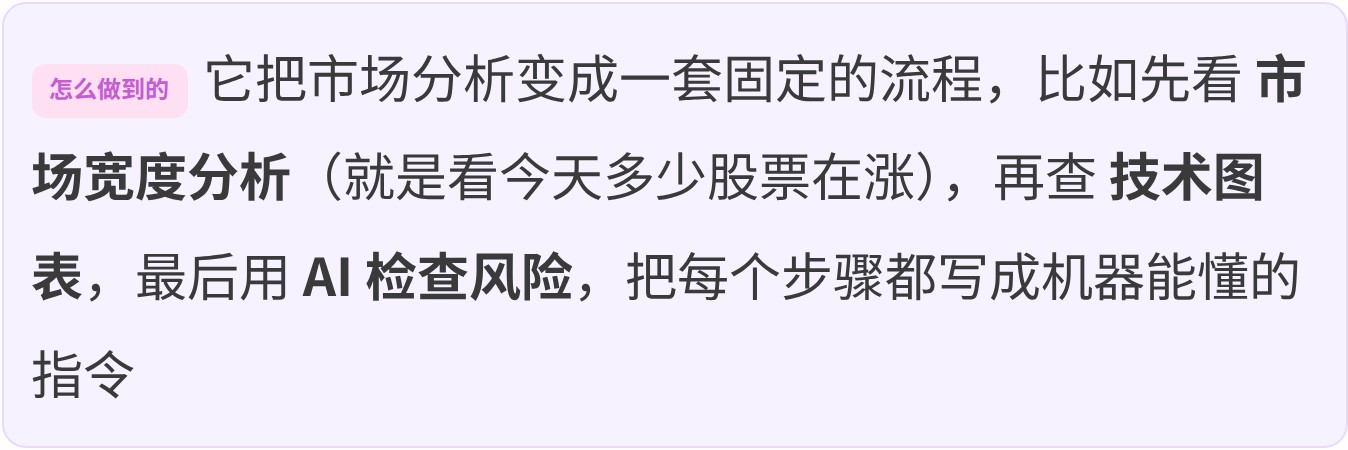 怎么做到的 它把市场分析变成一套固定的流程，比如先看 市
场宽度分析（就是看今天多少股票在涨），再查 技术图
表，最后用 AI 检查风险，把每个步骤都写成机器能懂的
指令